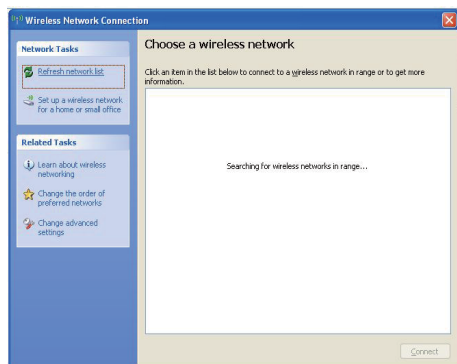 Wireless Network Connection
Network Tasks
Refresh network list
Set up a wireless network
for a home or small office
Related Tasks
Learn about wireless
networking
Change the order of
preferred networks
Change advanced
settings
Choose a wireless network
Click an item in the list below to connect to a wireless network in range or to get more
information.
Searching for wireless networks in range...
Connect